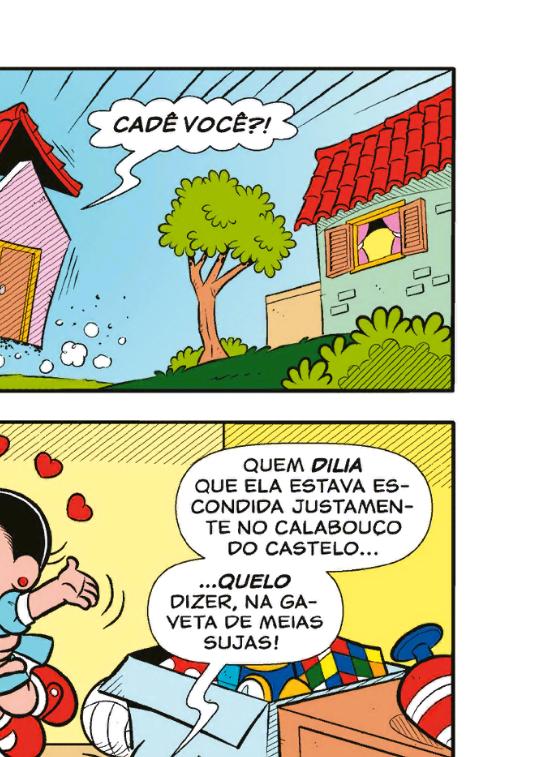 CADÊ VOCÊ?!
QUEM DILIA
QUE ELA ESTAVA ES-
CONDIDA JUSTAMEN-
TE NO CALABOUÇO
DO CASTELO...
...QUELO
DIZER, NA GA-
VETA DE MEIAS
SUJAS!